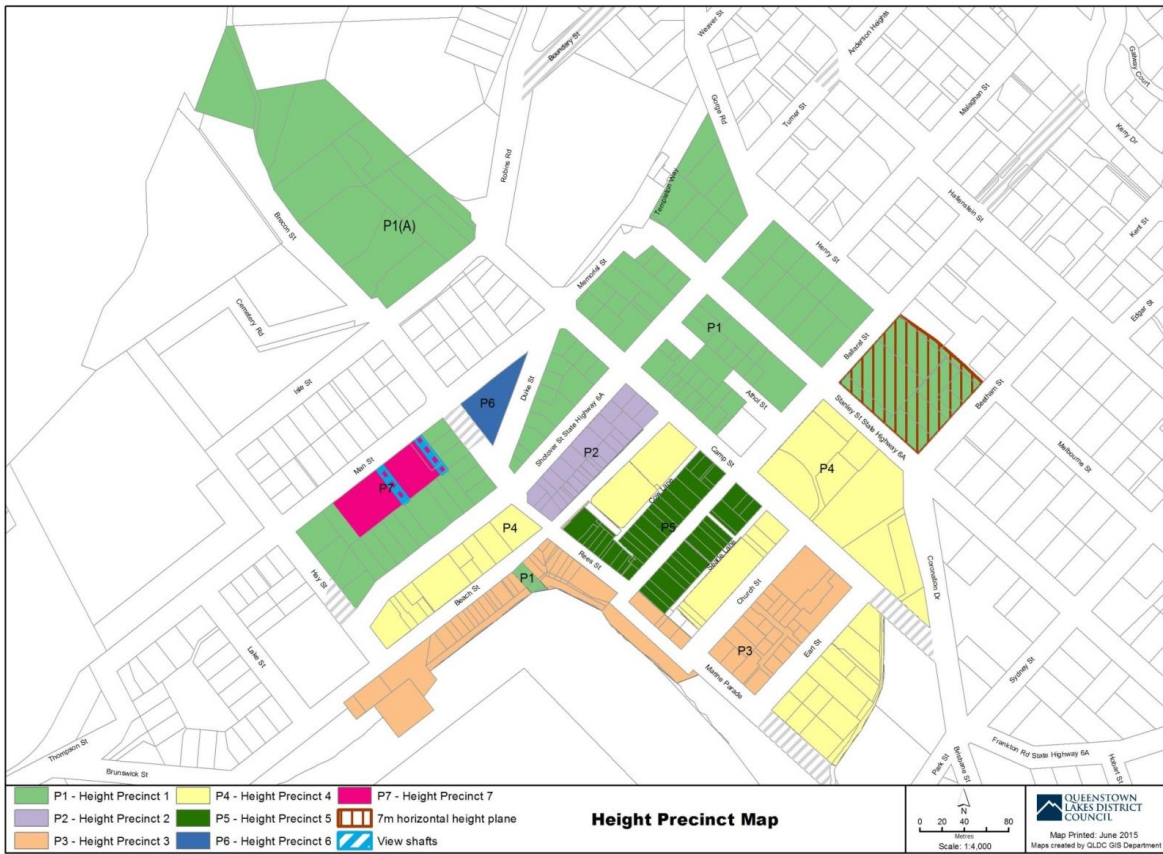 Weaver St
Anderson Heights
Boundary St
Gorge Rd
Galway Court
Turner St
Malaghan St
Kerry Dr
Robins Rd
Templeton Way
Hallenstein St
P1(A)
Brecon St
Kent St
Henry St
Memorial St
Edgar St
Cemetery Rd
P1
Ballarat St
Isle St
Duke St
Athol St
Beetham St
P6
Shotover St State Highway 6A
Stanley St State Highway 6A
Man St
P2
Camp St
Melbourne St
P4
P7
Cow Lane
P5
P4
Rees St
Searle Lane
Hay St
P1
Beach St
Church St
Coronation Dr
P3
Earl St
Lake St
Marine Parade
Sydney St
Thompson St
Brunswick St
Park St
Brisbane St
Frankton Rd State Highway 6A
Hobart St
P1 - Height Precinct 1
P4 - Height Precinct 4
P7 - Height Precinct 7
P2 - Height Precinct 2
P5 - Height Precinct 5
7m horizontal height plane
P3 - Height Precinct 3
P6 - Height Precinct 6
View shafts
Height Precinct Map
N
0 20 40 80
Metres
Scale: 1:4,000
QUEENSTOWN
LAKES DISTRICT
COUNCIL
Map Printed: June 2015
Maps created by QLDC GIS Department